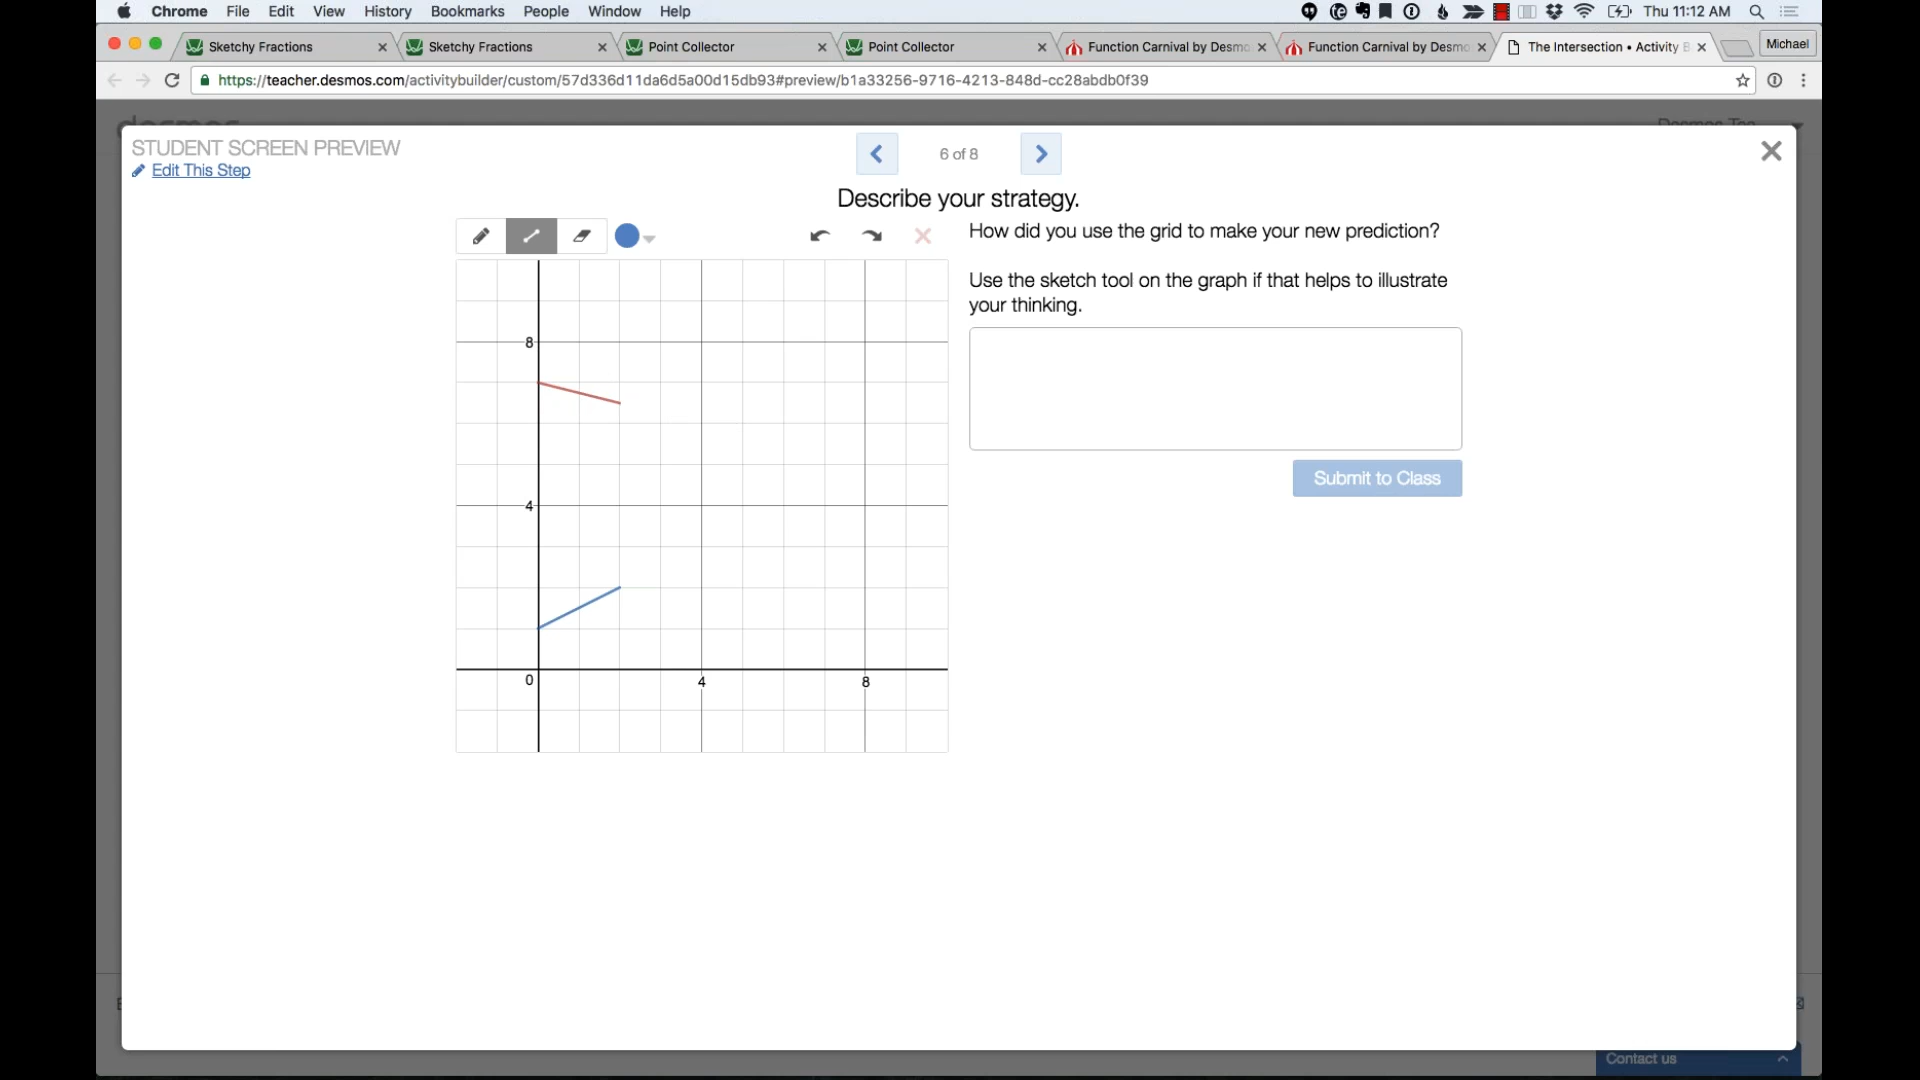 Chrome File Edit View History Bookmarks People Window Help Thu 11:12 AM
Sketchy Fractions Sketchy Fractions Point Collector Point Collector Function Carnival by Desmo Function Carnival by Desmo The Intersection • Activity B Michael
https://teacher.desmos.com/activitybuilder/custom/57d336d11da6d5a00d15db93#preview/b1a33256-9716-4213-848d-cc28abdb0f39
STUDENT SCREEN PREVIEW
Edit This Step
6 of 8
Describe your strategy.
How did you use the grid to make your new prediction?
Use the sketch tool on the graph if that helps to illustrate
your thinking.
8
4
0 4 8
Submit to Class
Contact us